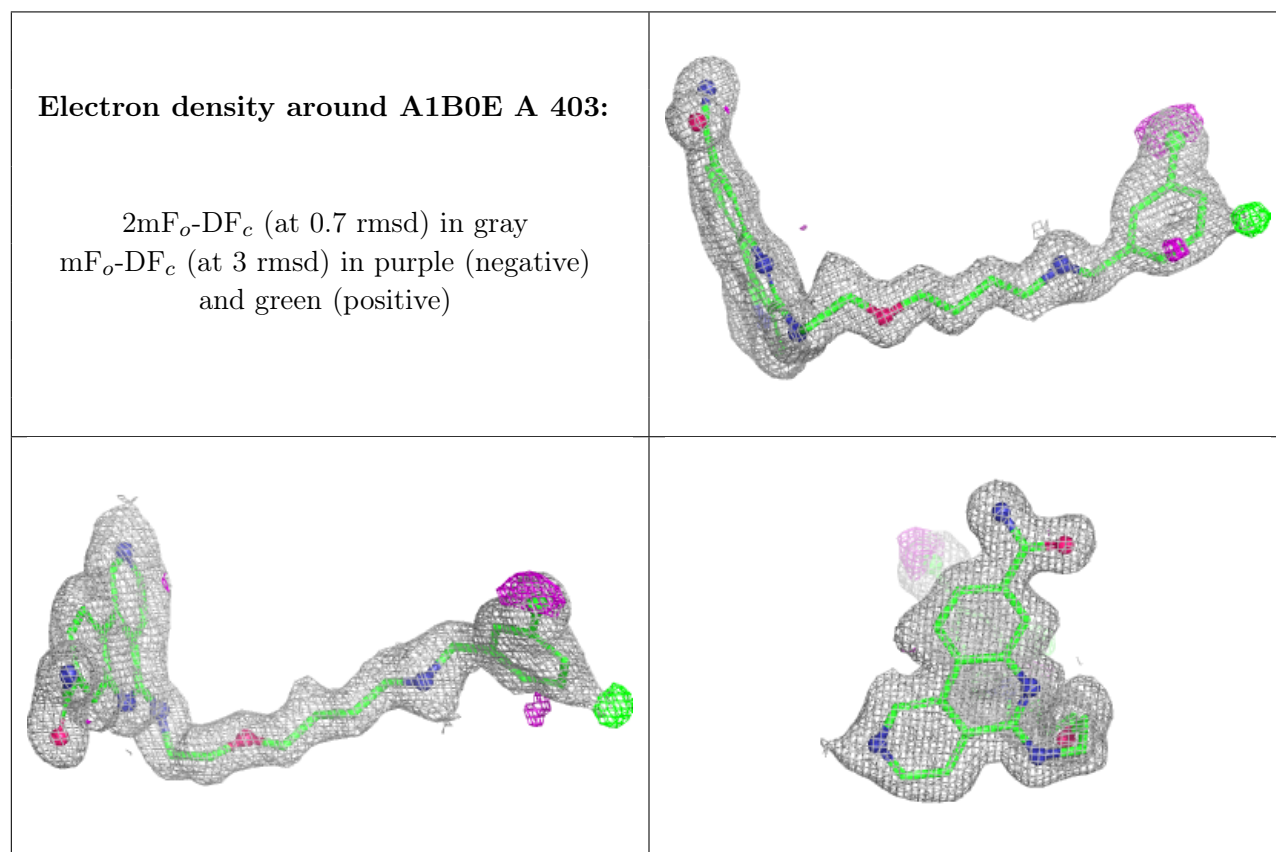 Electron density around A1B0E A 403:
2mFo-DFc (at 0.7 rmsd) in gray
mFo-DFc (at 3 rmsd) in purple (negative)
and green (positive)